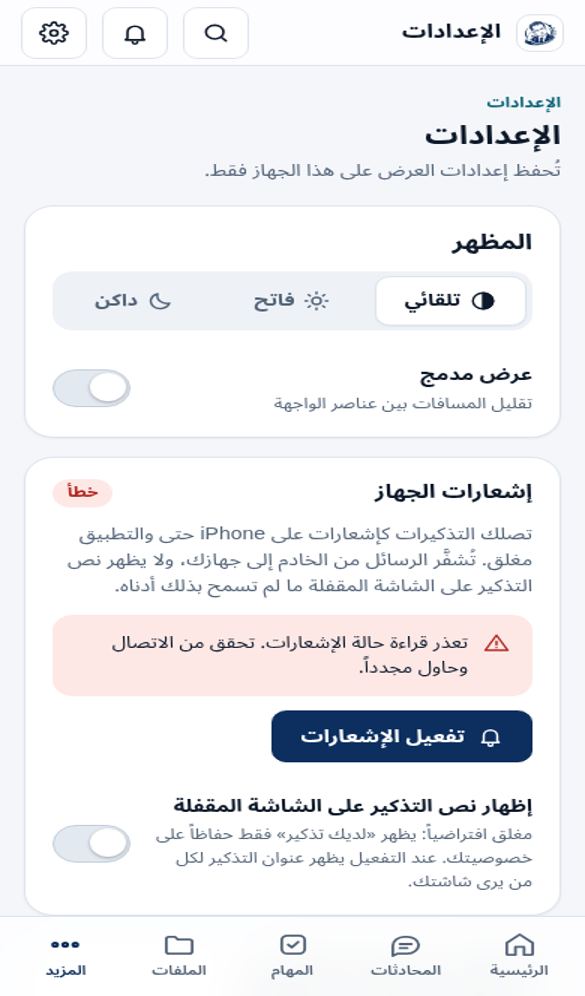 الإعدادات
الإعدادات
الإعدادات
تُحفظ إعدادات العرض على هذا الجهاز فقط.
المظهر
تلقائي
فاتح
داكن
عرض مدمج
تقليل المسافات بين عناصر الواجهة
إشعارات الجهاز
خطأ
تصلك التذكيرات كإشعارات على iPhone حتى والتطبيق
مغلق. تُشفَّر الرسائل من الخادم إلى جهازك، ولا يظهر نص
التذكير على الشاشة المقفلة ما لم تسمح بذلك أدناه.
تعذر قراءة حالة الإشعارات. تحقق من الاتصال
وحاول مجدداً.
تفعيل الإشعارات
إظهار نص التذكير على الشاشة المقفلة
مغلق افتراضياً: يظهر «لديك تذكير» فقط حفاظاً على
خصوصيتك. عند التفعيل يظهر عنوان التذكير لكل
من يرى شاشتك.
الرئيسية
المحادثات
المهام
الملفات
المزيد